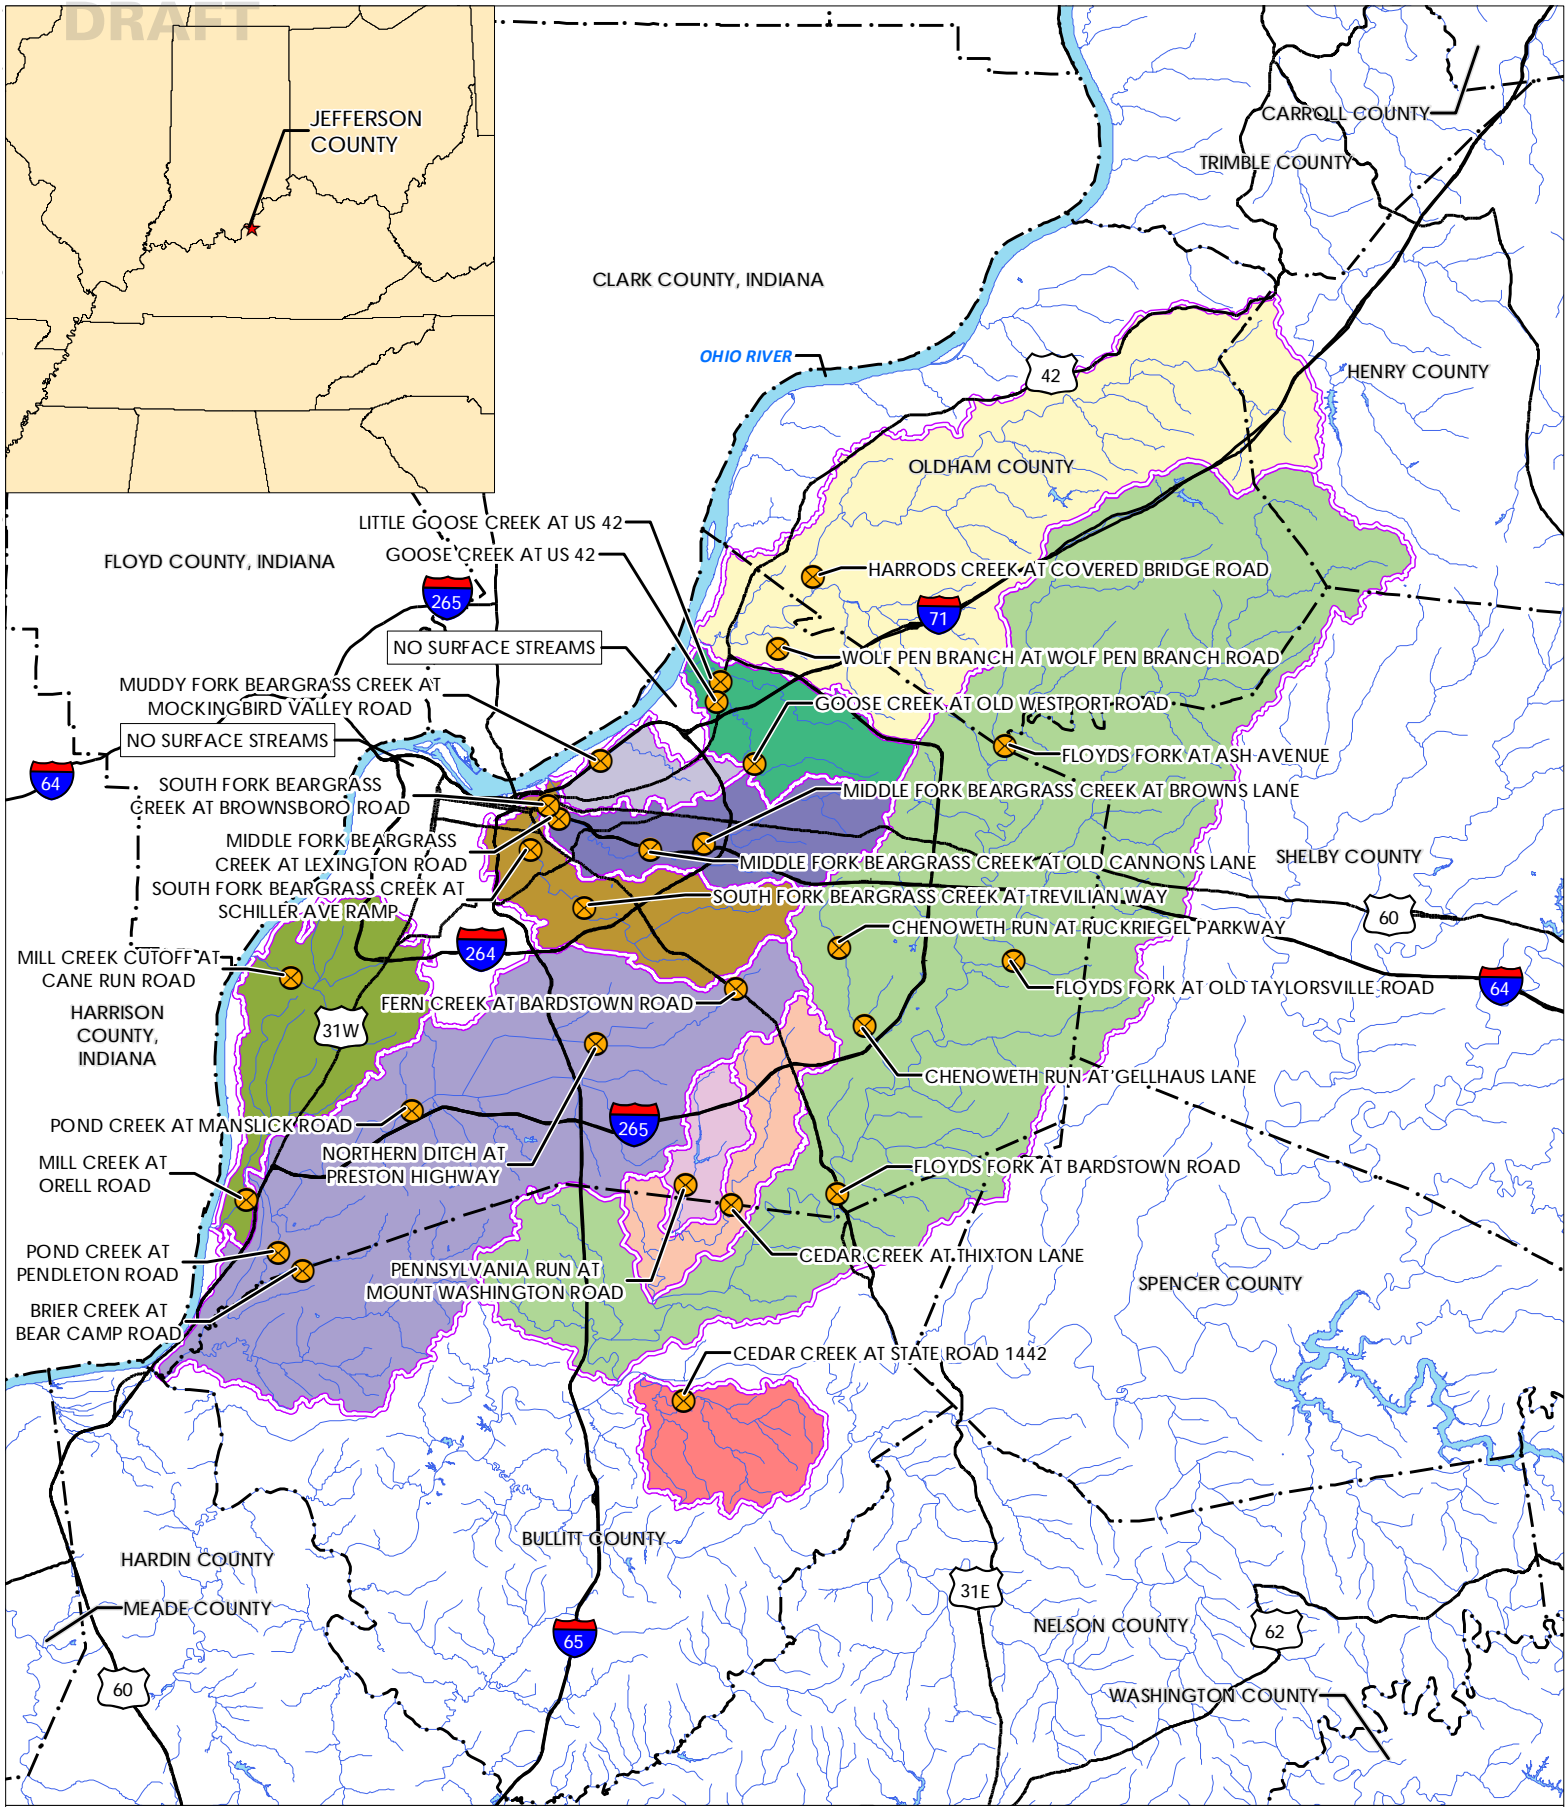 DRAFT
JEFFERSON
COUNTY
CARROLL COUNTY
TRIMBLE COUNTY
CLARK COUNTY, INDIANA
OHIO RIVER
42
HENRY COUNTY
OLDHAM COUNTY
LITTLE GOOSE CREEK AT US 42
GOOSE CREEK AT US 42
FLOYD COUNTY, INDIANA
HARRODS CREEK AT COVERED BRIDGE ROAD
265
71
NO SURFACE STREAMS
WOLF PEN BRANCH AT WOLF PEN BRANCH ROAD
MUDDY FORK BEARGRASS CREEK AT
MOCKINGBIRD VALLEY ROAD
GOOSE CREEK AT OLD WESTPORT ROAD
NO SURFACE STREAMS
FLOYDS FORK AT ASH AVENUE
64
SOUTH FORK BEARGRASS
CREEK AT BROWNSBORO ROAD
MIDDLE FORK BEARGRASS CREEK AT BROWNS LANE
MIDDLE FORK BEARGRASS
CREEK AT LEXINGTON ROAD
MIDDLE FORK BEARGRASS CREEK AT OLD CANNONS LANE
SHELBY COUNTY
SOUTH FORK BEARGRASS CREEK AT
SCHILLER AVE RAMP
SOUTH FORK BEARGRASS CREEK AT TREVILIAN WAY
60
CHENOWETH RUN AT RUCKRIEGEL PARKWAY
264
MILL CREEK CUTOFF AT
CANE RUN ROAD
FLOYDS FORK AT OLD TAYLORSVILLE ROAD
64
FERN CREEK AT BARDSTOWN ROAD
HARRISON
COUNTY,
INDIANA
31W
CHENOWETH RUN AT GELLHAUS LANE
POND CREEK AT MANSLICK ROAD
265
NORTHERN DITCH AT
PRESTON HIGHWAY
MILL CREEK AT
ORELL ROAD
FLOYDS FORK AT BARDSTOWN ROAD
POND CREEK AT
PENDLETON ROAD
CEDAR CREEK AT THIXTON LANE
PENNSYLVANIA RUN AT
MOUNT WASHINGTON ROAD
SPENCER COUNTY
BRIER CREEK AT
BEAR CAMP ROAD
CEDAR CREEK AT STATE ROAD 1442
BULLITT COUNTY
HARDIN COUNTY
31E
MEADE COUNTY
NELSON COUNTY
62
65
60
WASHINGTON COUNTY